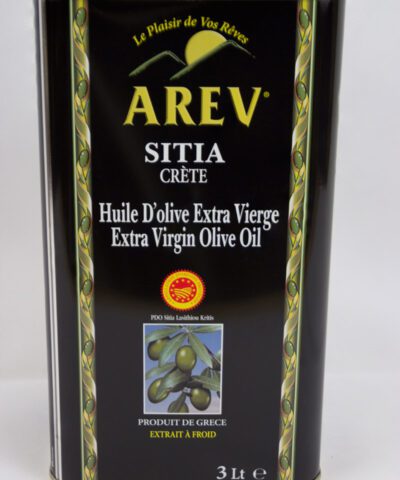 Le Plaisir de Vos Rêves
AREV®
SITIA
CRÈTE
Huile D'olive Extra Vierge
Extra Virgin Olive Oil
PDO Sitia Lasithiou Kritis
PRODUIT DE GRECE
EXTRAIT À FROID
3 Lt ℮